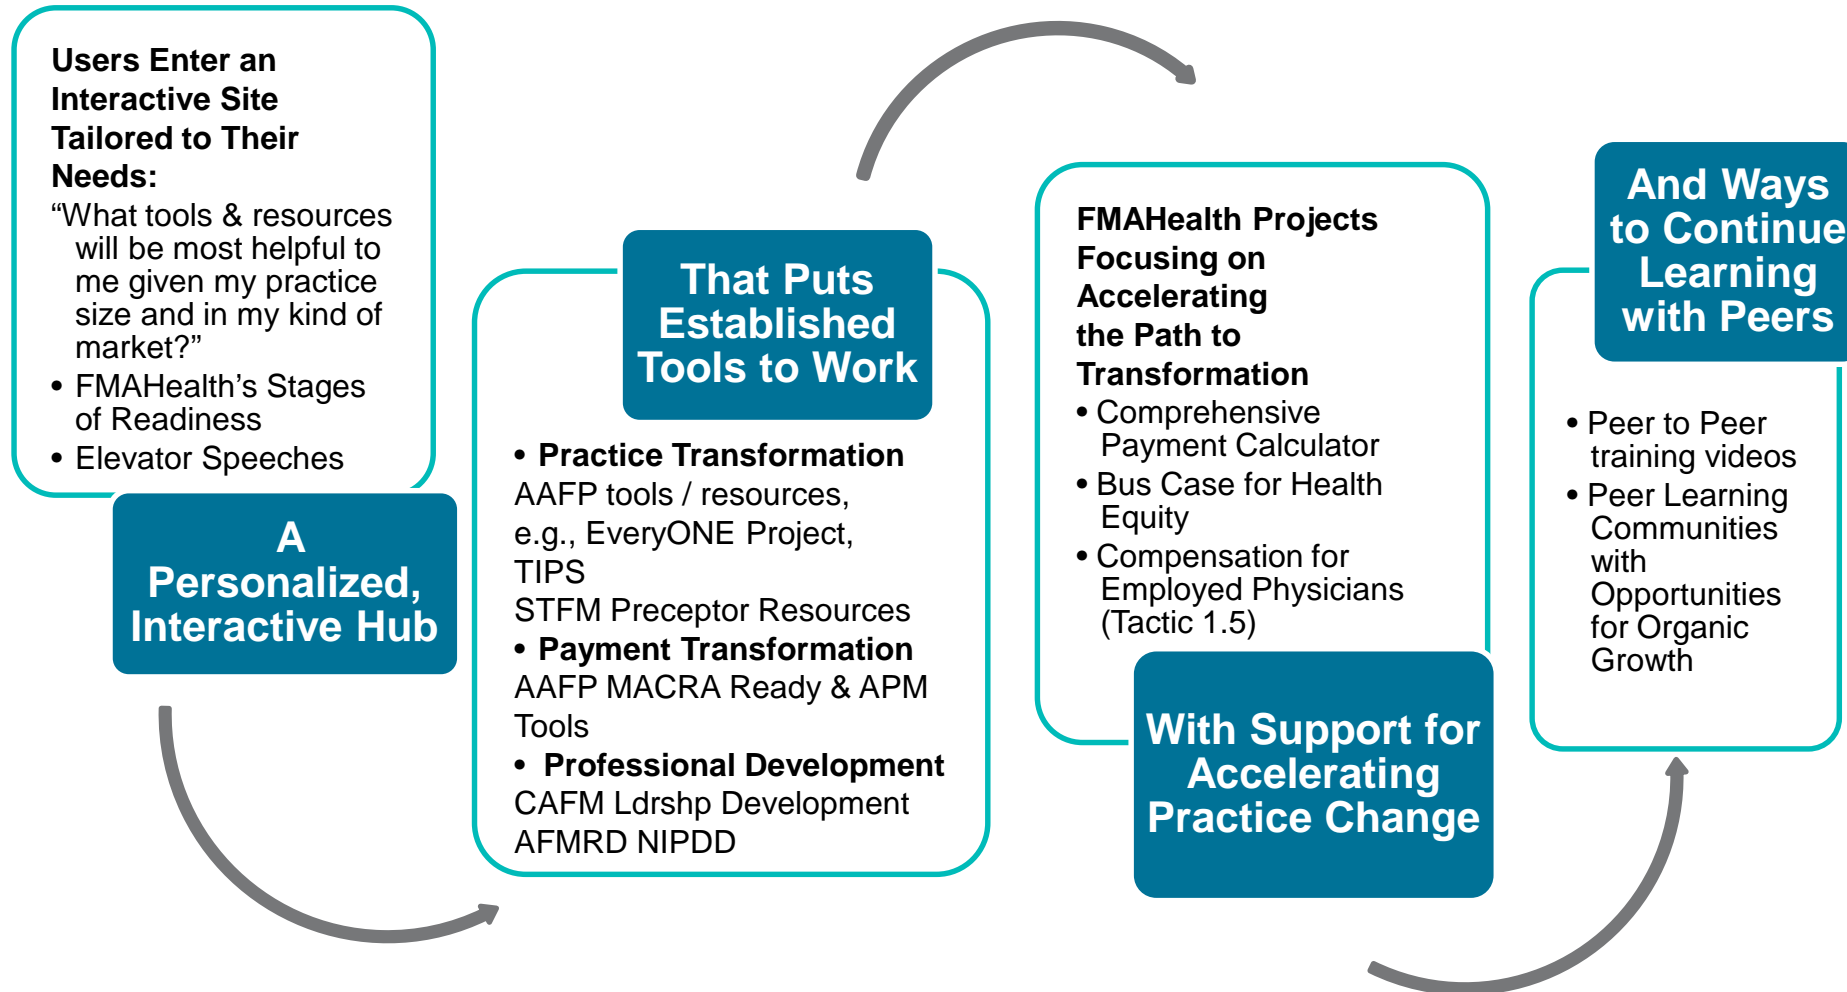 Users Enter an
Interactive Site
Tailored to Their
Needs:
“What tools & resources
will be most helpful to
me given my practice
size and in my kind of
market?”
• FMAHealth’s Stages
of Readiness
• Elevator Speeches
A
Personalized,
Interactive Hub
That Puts
Established
Tools to Work
• Practice Transformation
AAFP tools / resources,
e.g., EveryONE Project,
TIPS
STFM Preceptor Resources
• Payment Transformation
AAFP MACRA Ready & APM
Tools
• Professional Development
CAFM Ldrshp Development
AFMRD NIPDD
FMAHealth Projects
Focusing on
Accelerating
the Path to
Transformation
• Comprehensive
Payment Calculator
• Bus Case for Health
Equity
• Compensation for
Employed Physicians
(Tactic 1.5)
With Support for
Accelerating
Practice Change
And Ways
to Continue
Learning
with Peers
• Peer to Peer
training videos
• Peer Learning
Communities
with
Opportunities
for Organic
Growth